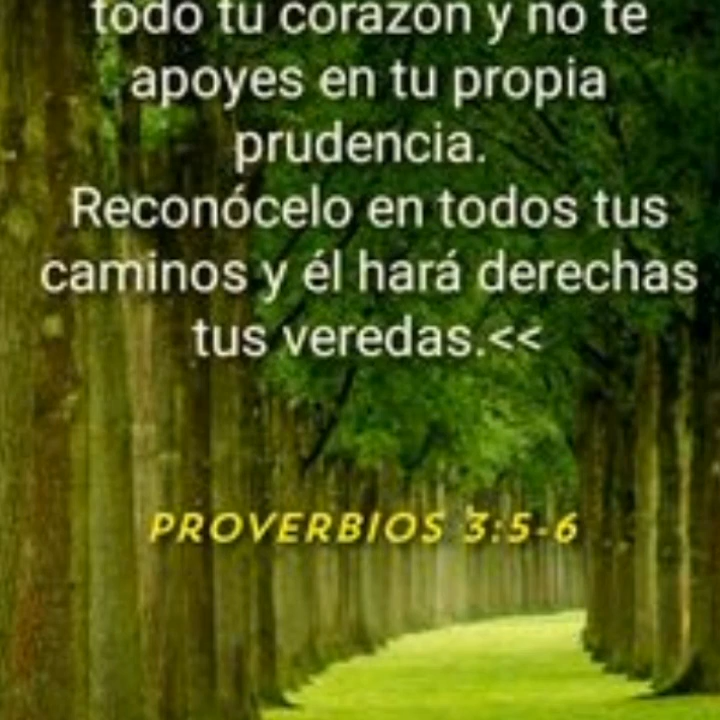 todo tu corazón y no te
apoyes en tu propia
prudencia.
Reconócelo en todos tus
caminos y él hará derechas
tus veredas.<<
PROVERBIOS 3:5-6